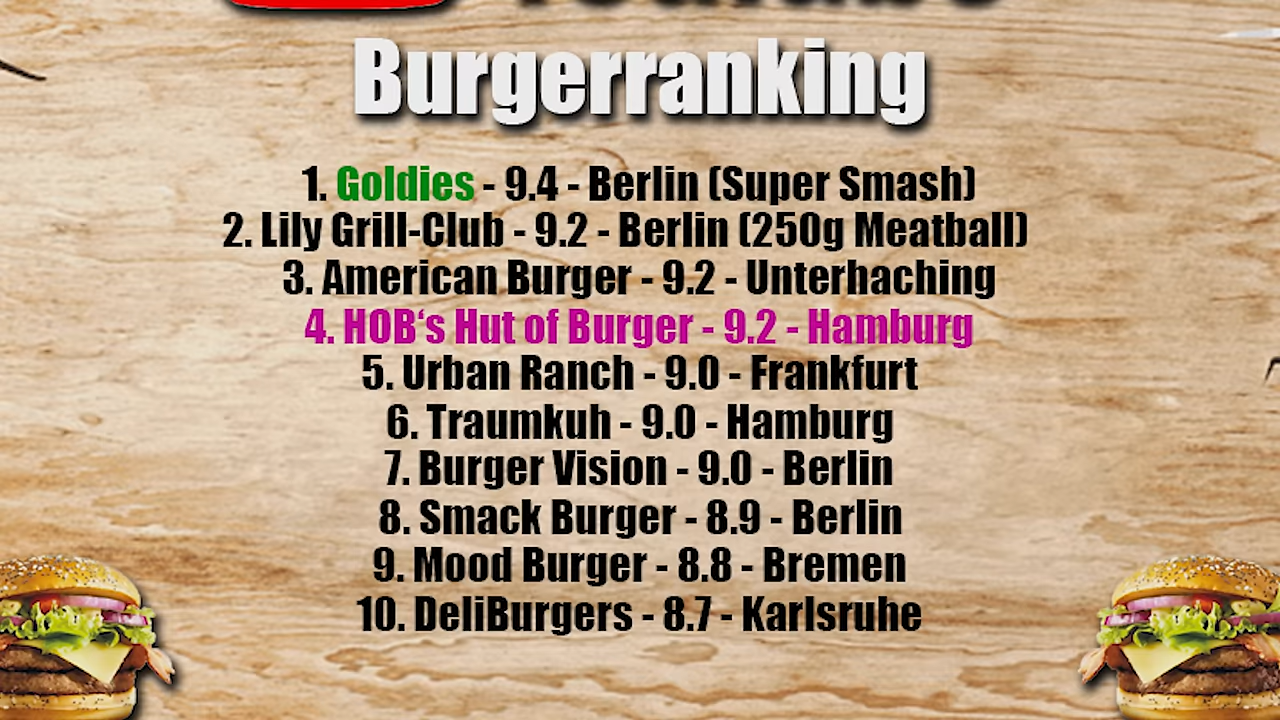 Burgerranking
1. Goldies - 9.4 - Berlin (Super Smash)
2. Lily Grill-Club - 9.2 - Berlin (250g Meatball)
3. American Burger - 9.2 - Unterhaching
4. HOB‘s Hut of Burger - 9.2 - Hamburg
5. Urban Ranch - 9.0 - Frankfurt
6. Traumkuh - 9.0 - Hamburg
7. Burger Vision - 9.0 - Berlin
8. Smack Burger - 8.9 - Berlin
9. Mood Burger - 8.8 - Bremen
10. DeliBurgers - 8.7 - Karlsruhe